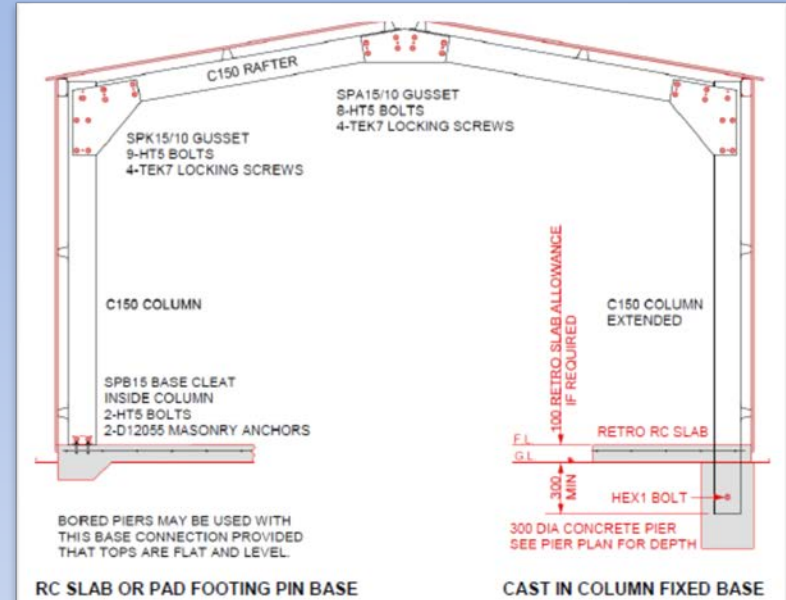 C150 RAFTER
SPA15/10 GUSSET
8-HT5 BOLTS
4-TEK7 LOCKING SCREWS
SPK15/10 GUSSET
9-HT5 BOLTS
4-TEK7 LOCKING SCREWS
C150 COLUMN
C150 COLUMN
EXTENDED
100 RETRO SLAB ALLOWANCE
IF REQUIRED
SPB15 BASE CLEAT
INSIDE COLUMN
2-HT5 BOLTS
2-D12055 MASONRY ANCHORS
F.L.
RETRO RC SLAB
G.L.
300
MIN
HEX1 BOLT
BORED PIERS MAY BE USED WITH
THIS BASE CONNECTION PROVIDED
THAT TOPS ARE FLAT AND LEVEL.
300 DIA CONCRETE PIER
SEE PIER PLAN FOR DEPTH
RC SLAB OR PAD FOOTING PIN BASE
CAST IN COLUMN FIXED BASE